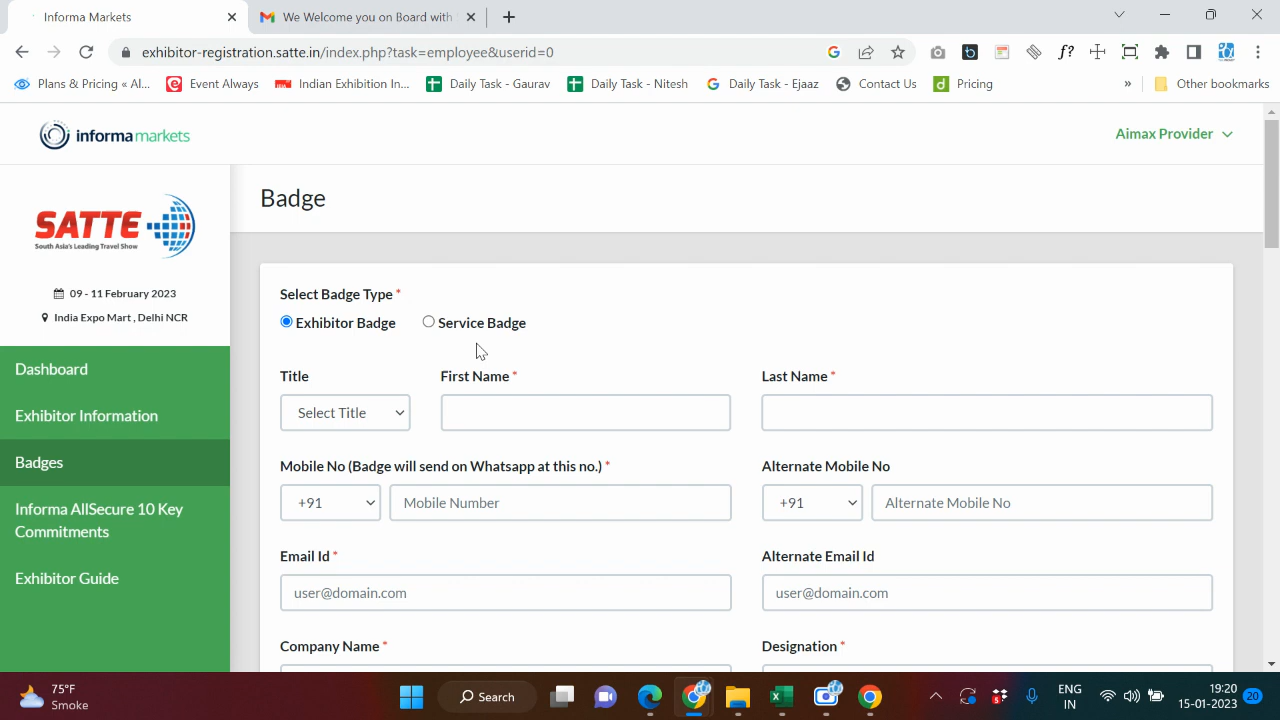 Informa Markets
We Welcome you on Board with
exhibitor-registration.satte.in/index.php?task=employee&userid=0
f?
Plans & Pricing « Al...
Event Always
Indian Exhibition In...
Daily Task - Gaurav
Daily Task - Nitesh
Daily Task - Ejaaz
Contact Us
Pricing
»
Other bookmarks
informa markets
Aimax Provider
SATTE
South Asia's Leading Travel Show
09 - 11 February 2023
India Expo Mart , Delhi NCR
Dashboard
Exhibitor Information
Badges
Informa AllSecure 10 Key
Commitments
Exhibitor Guide
Badge
Select Badge Type *
Exhibitor Badge
Service Badge
Title
First Name *
Last Name *
Select Title
Mobile No (Badge will send on Whatsapp at this no.) *
Alternate Mobile No
+91
Mobile Number
+91
Alternate Mobile No
Email Id *
Alternate Email Id
user@domain.com
user@domain.com
Company Name *
Designation *
75°F
Smoke
Search
ENG
IN
19:20
15-01-2023
20